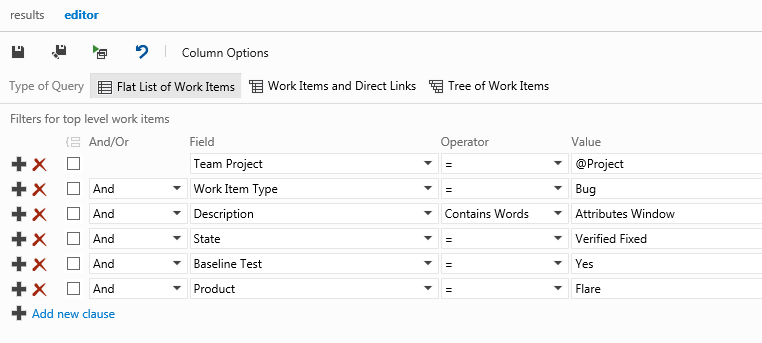 results editor
Column Options
Type of Query Flat List of Work Items Work Items and Direct Links Tree of Work Items
Filters for top level work items
And/Or Field Operator Value
Team Project = @Project
And Work Item Type = Bug
And Description Contains Words Attributes Window
And State = Verified Fixed
And Baseline Test = Yes
And Product = Flare
Add new clause